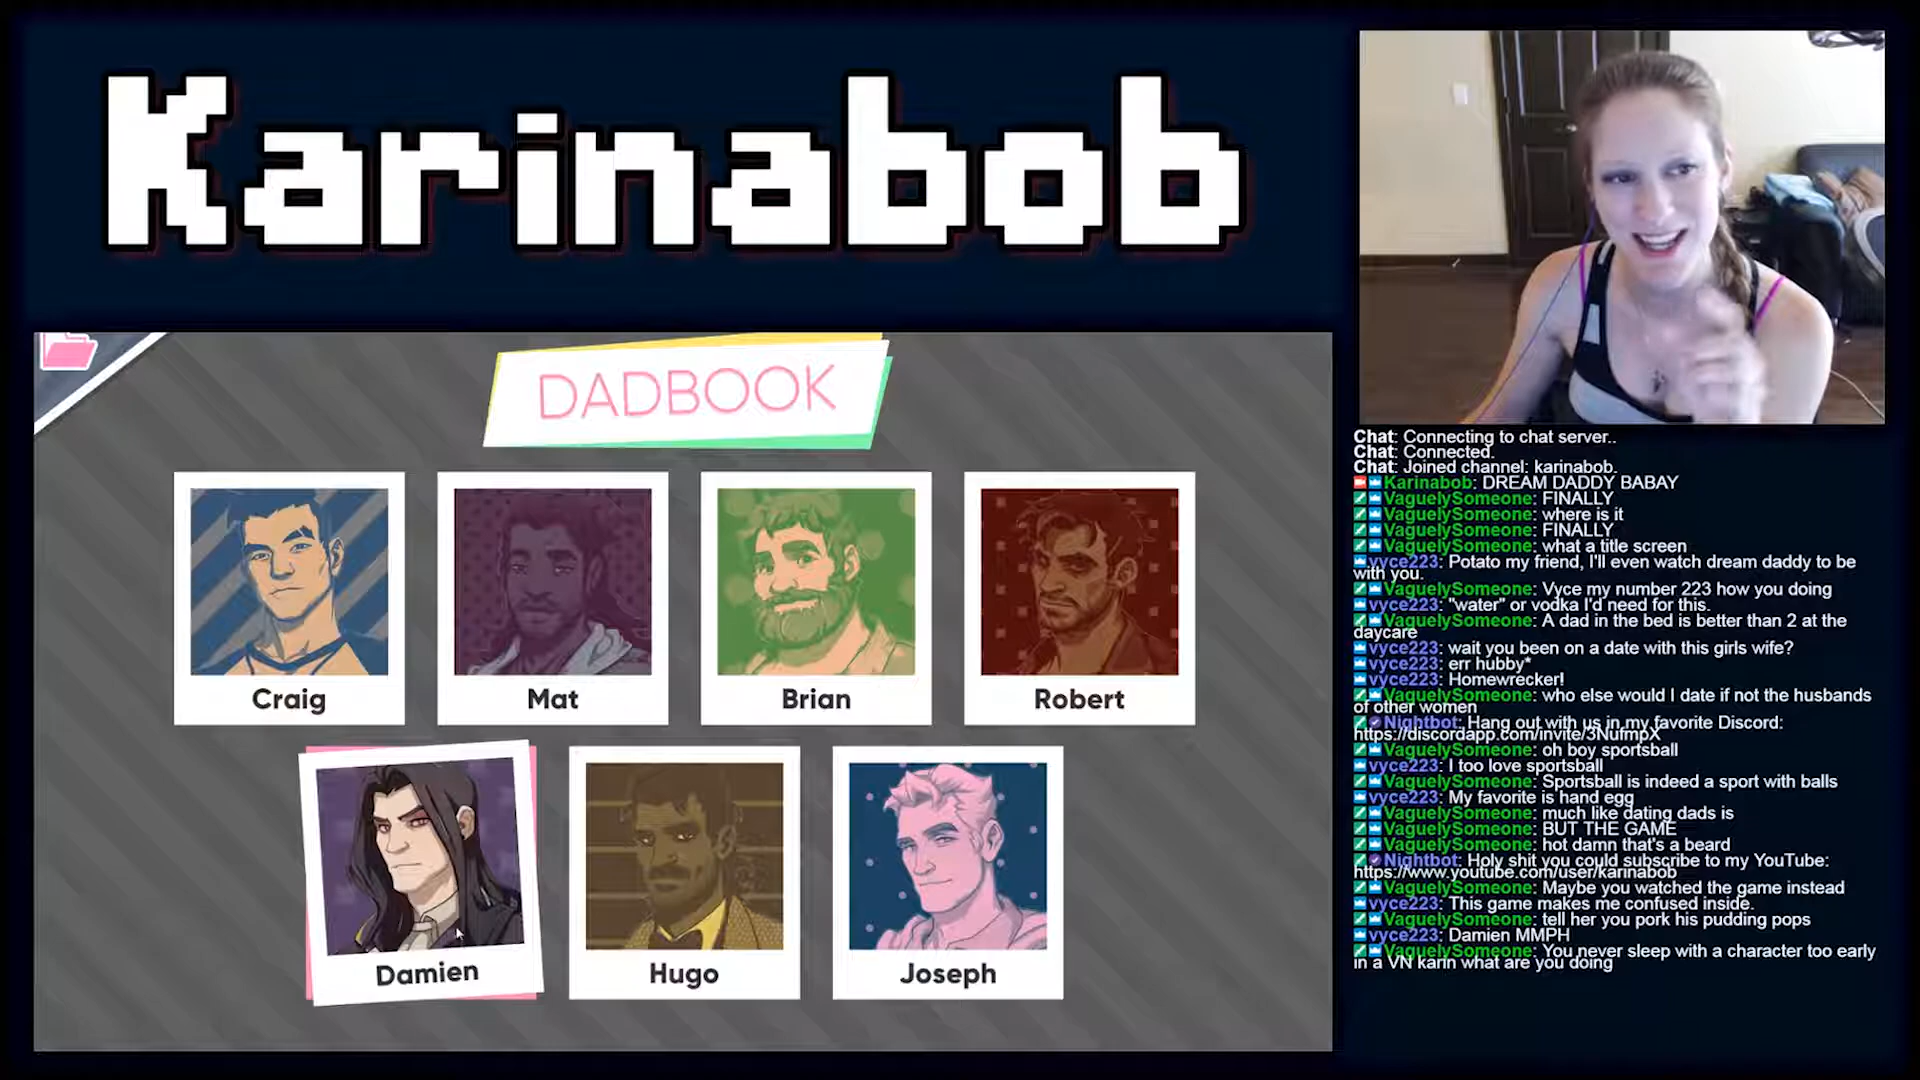 Karinabob
DADBOOK
Craig
Mat
Brian
Robert
Damien
Hugo
Joseph
Chat: Connecting to chat server..
Chat: Connected.
Chat: Joined channel: karinabob.
Karinabob: DREAM DADDY BABAY
VaguelySomeone: FINALLY
VaguelySomeone: where is it
VaguelySomeone: FINALLY
VaguelySomeone: what a title screen
vyce223: Potato my friend, I'll even watch dream daddy to be
with you.
VaguelySomeone: Vyce my number 223 how you doing
vyce223: "water" or vodka I'd need for this.
VaguelySomeone: A dad in the bed is better than 2 at the
daycare
vyce223: wait you been on a date with this girls wife?
vyce223: err hubby*
vyce223: Homewrecker!
VaguelySomeone: who else would I date if not the husbands
of other women
Nightbot: Hang out with us in my favorite Discord:
https://discordapp.com/invite/3NufmpX
VaguelySomeone: oh boy sportsball
vyce223: I too love sportsball
VaguelySomeone: Sportsball is indeed a sport with balls
vyce223: My favorite is hand egg
VaguelySomeone: much like dating dads is
VaguelySomeone: BUT THE GAME
VaguelySomeone: hot damn that's a beard
Nightbot: Holy shit you could subscribe to my YouTube:
https://www.youtube.com/user/karinabob
VaguelySomeone: Maybe you watched the game instead
vyce223: This game makes me confused inside.
VaguelySomeone: tell her you pork his pudding pops
vyce223: Damien MMPH
VaguelySomeone: You never sleep with a character too early
in a VN karin what are you doing